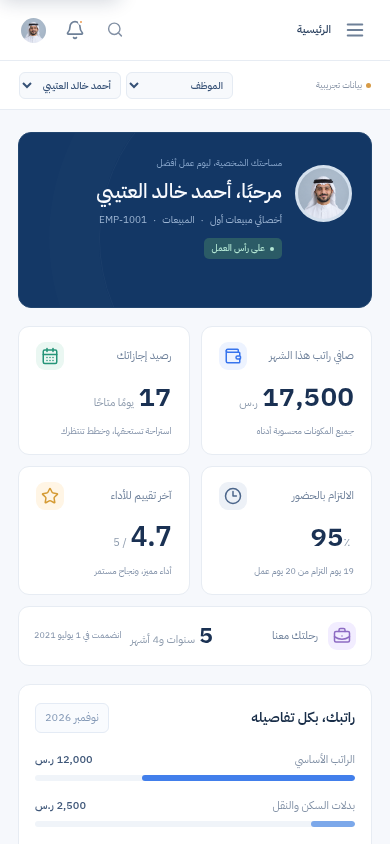 الرئيسية
بيانات تجريبية
الموظف
أحمد خالد العتيبي
مساحتك الشخصية، ليوم عمل أفضل
مرحبًا، أحمد خالد العتيبي
أخصائي مبيعات أول · المبيعات · EMP-1001
على رأس العمل
صافي راتب هذا الشهر
17,500 ر.س
جميع المكونات محسوبة أدناه
رصيد إجازاتك
17 يومًا متاحًا
استراحة تستحقها، وخطط تنتظرك
الالتزام بالحضور
95٪
19 يوم التزام من 20 يوم عمل
آخر تقييم للأداء
4.7 / 5
أداء مميز، ونجاح مستمر
رحلتك معنا
5 سنوات و4 أشهر
انضممت في 1 يوليو 2021
راتبك، بكل تفاصيله
نوفمبر 2026
الراتب الأساسي
12,000 ر.س
بدلات السكن والنقل
2,500 ر.س